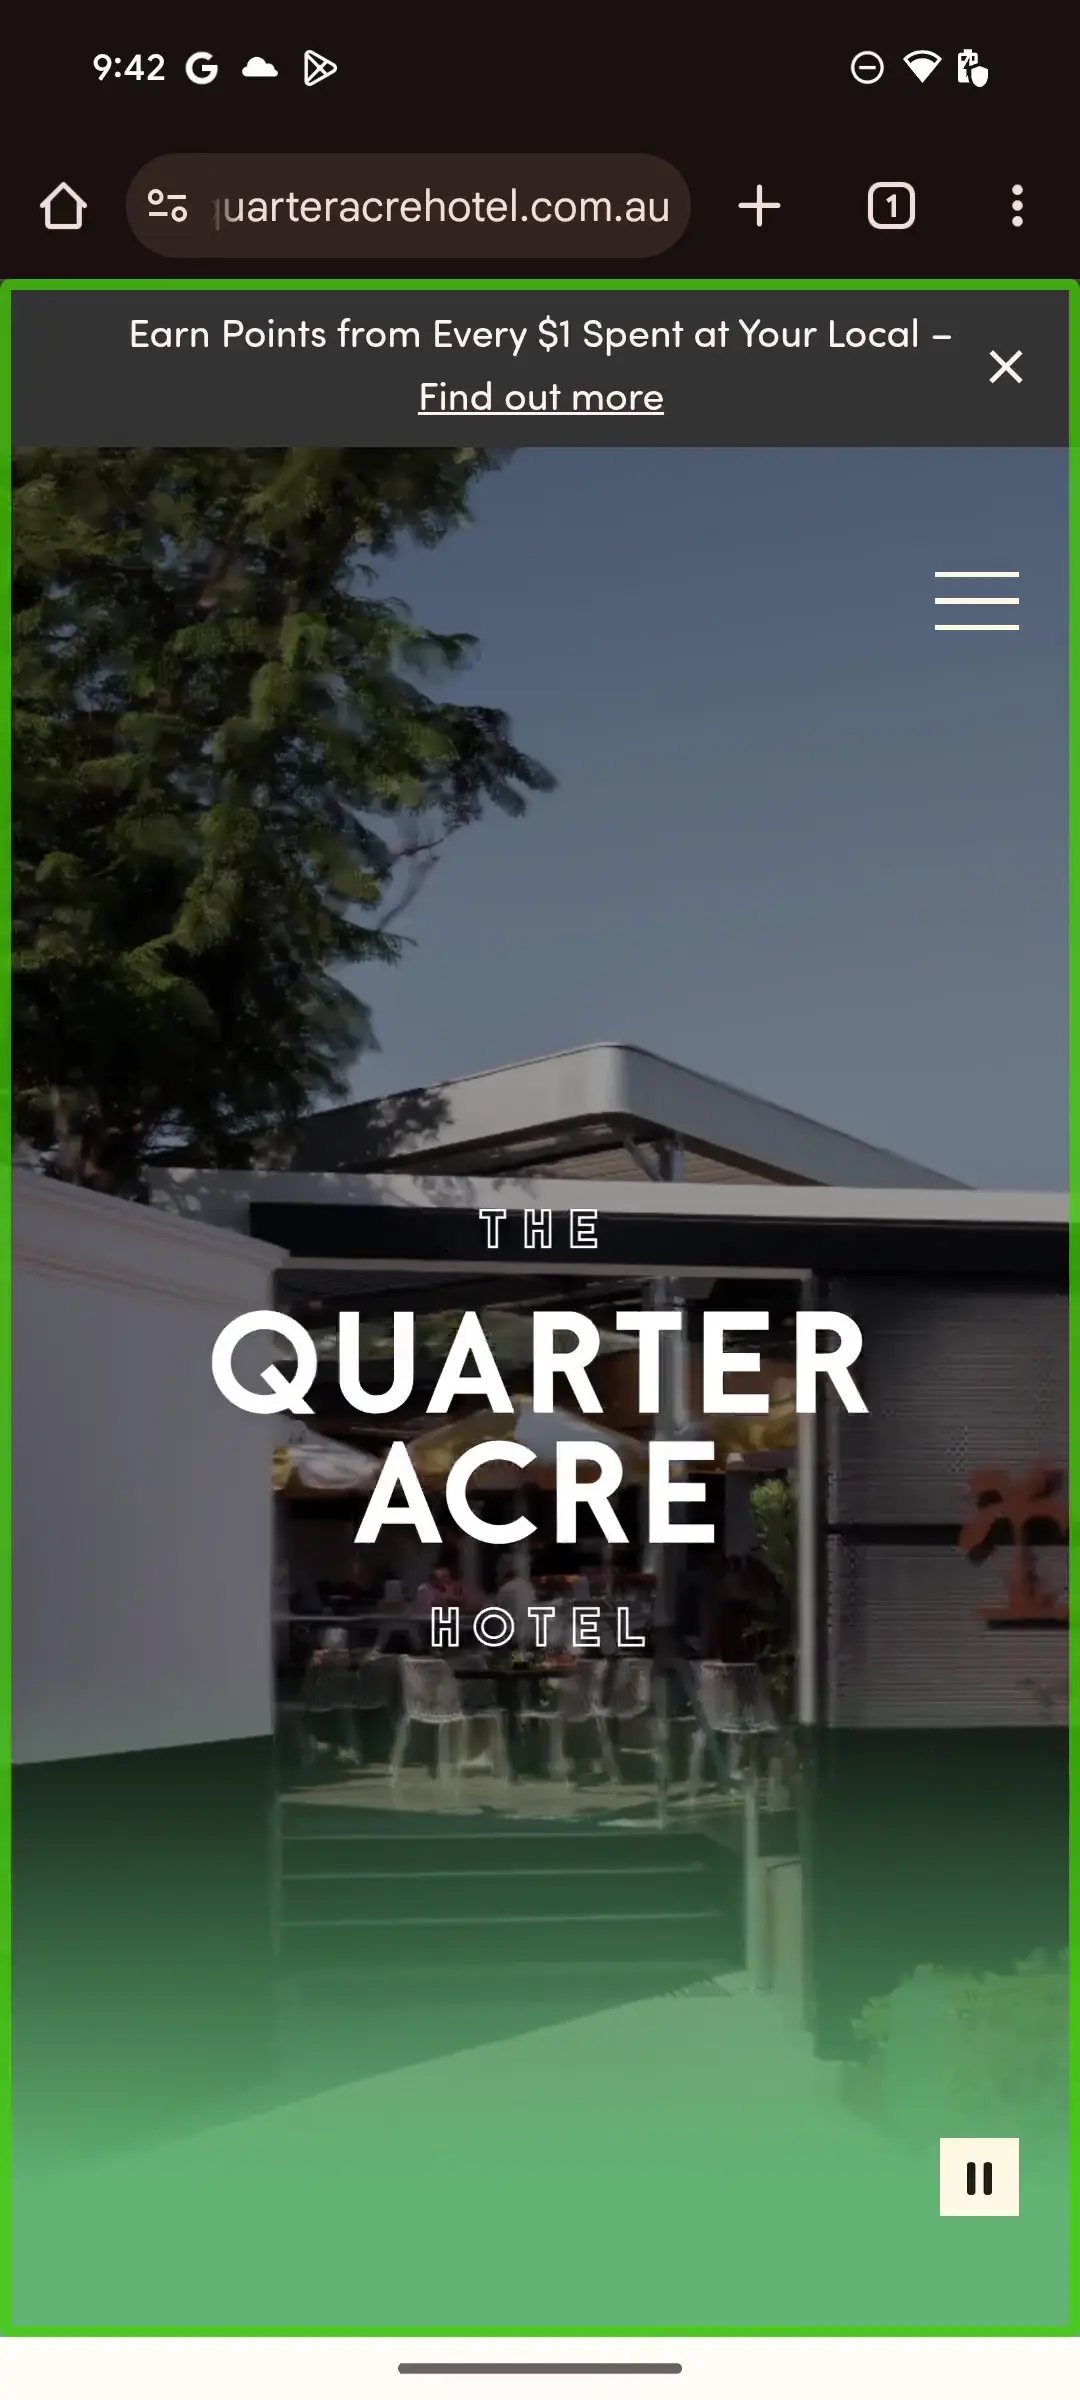 9:42
uarteracrehotel.com.au
1
Earn Points from Every $1 Spent at Your Local –
Find out more
THE
QUARTER
ACRE
HOTEL